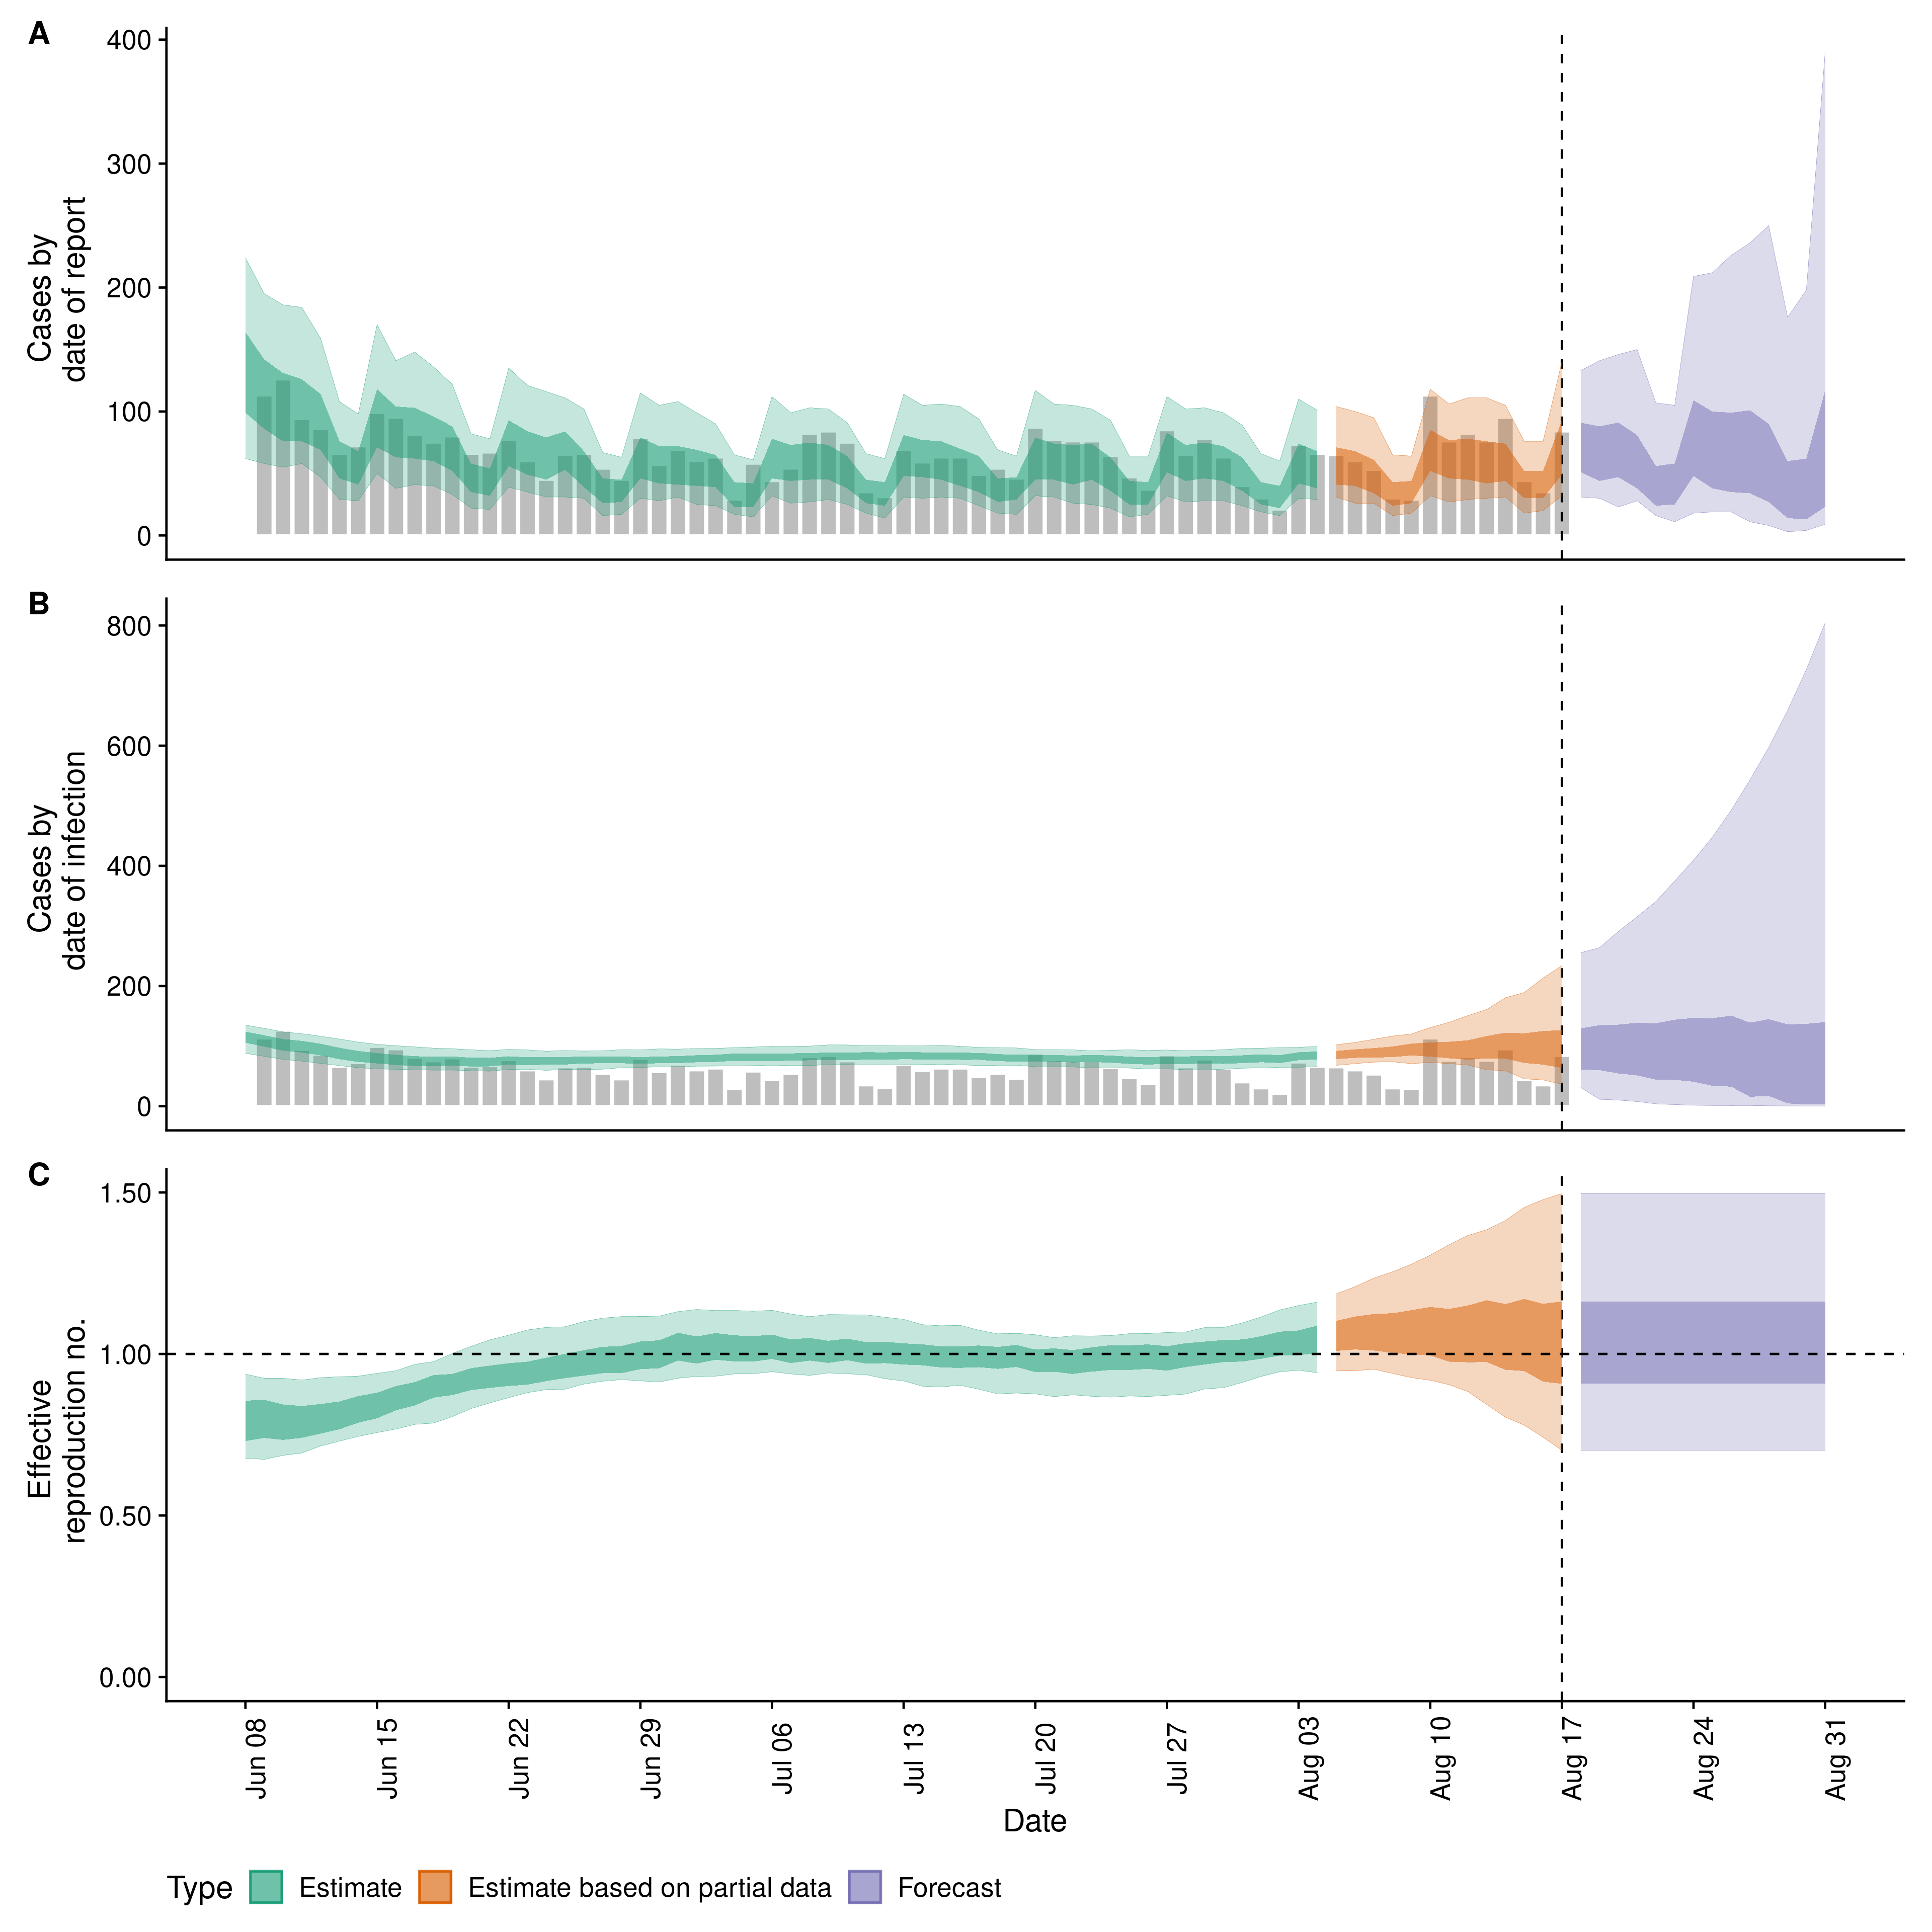 A
400
300
200
100
0
Cases by
date of report
B
800
600
400
200
0
Cases by
date of infection
C
1.50
1.00
0.50
0.00
Effective
reproduction no.
Jun 08
Jun 15
Jun 22
Jun 29
Jul 06
Jul 13
Jul 20
Jul 27
Aug 03
Aug 10
Aug 17
Aug 24
Aug 31
Date
Type Estimate Estimate based on partial data Forecast